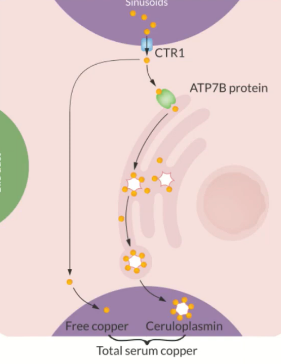 Sinusoids
CTR1
ATP7B protein
Free copper
Ceruloplasmin
Total serum copper